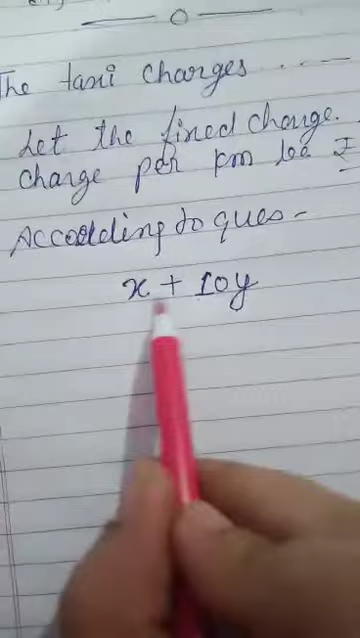 The taxi charges .....
Let the fixed charge
charge per km be ₹
According to ques -
x + 10y